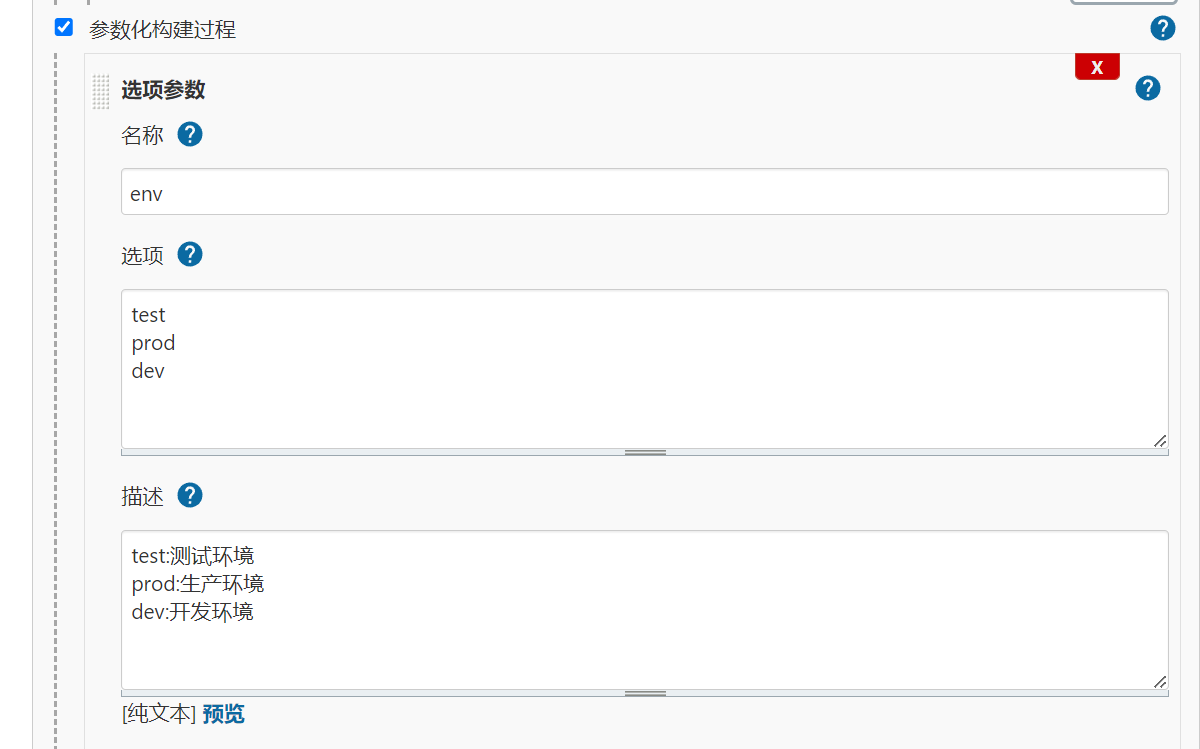 参数化构建过程
?
X
选项参数
?
名称 ?
env
选项 ?
test
prod
dev
描述 ?
test:测试环境
prod:生产环境
dev:开发环境
[纯文本] 预览